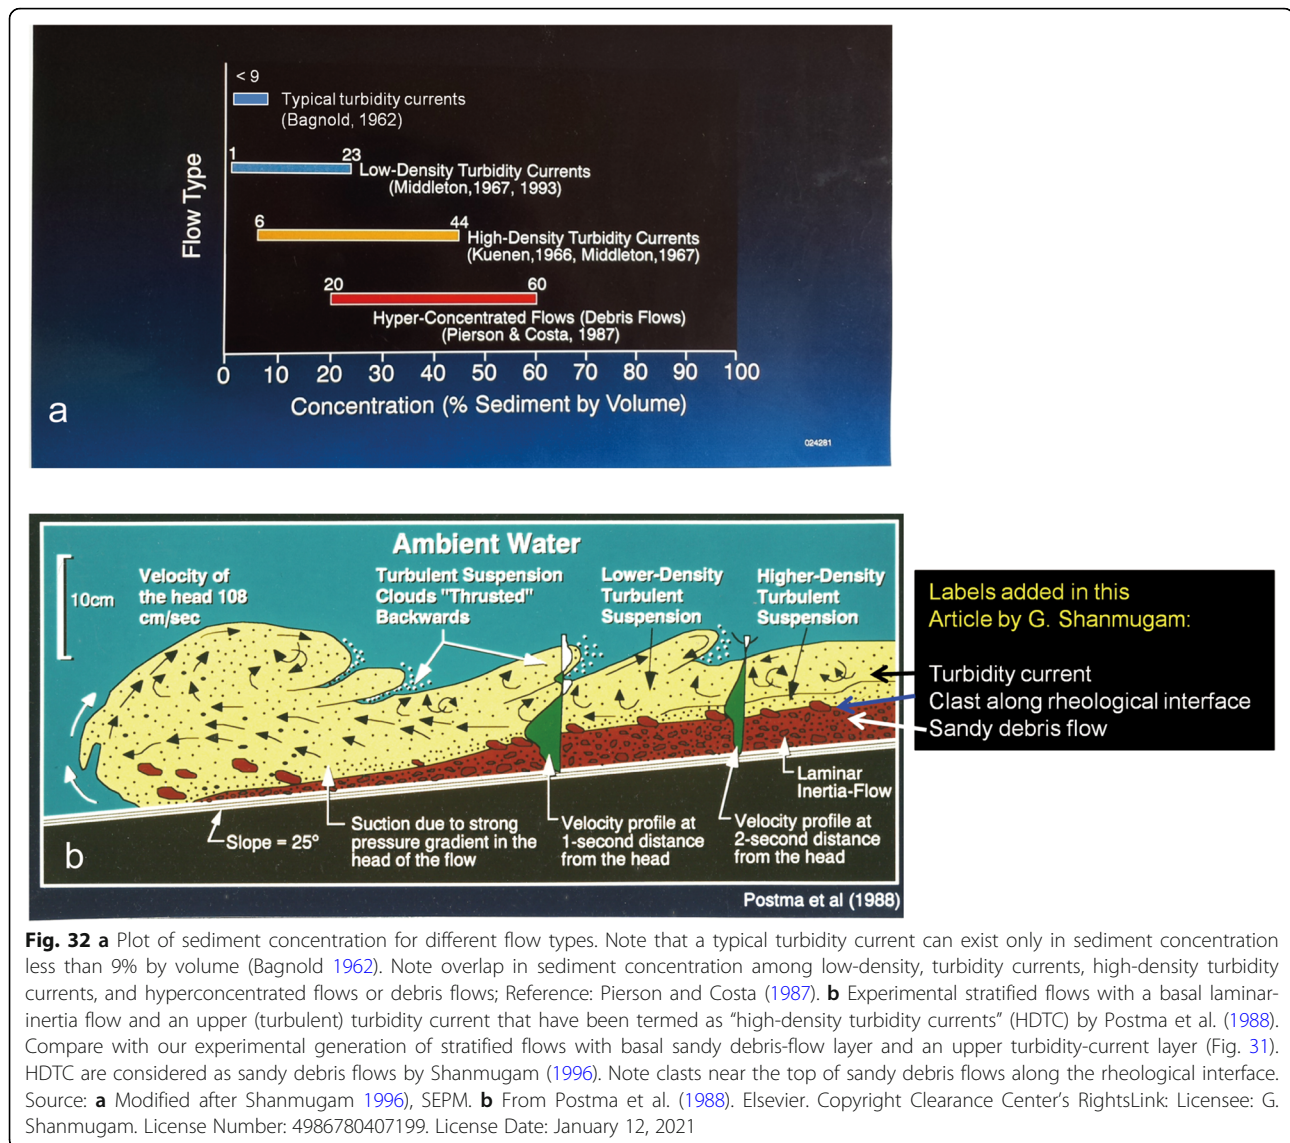 < 9
Typical turbidity currents
(Bagnold, 1962)
1
23
Low-Density Turbidity Currents
(Middleton,1967, 1993)
6
44
High-Density Turbidity Currents
(Kuenen,1966, Middleton,1967)
20
60
Hyper-Concentrated Flows (Debris Flows)
(Pierson & Costa, 1987)
Flow Type
0 10 20 30 40 50 60 70 80 90 100
Concentration (% Sediment by Volume)
a
024281
Ambient Water
10cm
Velocity of
the head 108
cm/sec
Turbulent Suspension
Clouds "Thrusted"
Backwards
Lower-Density
Turbulent
Suspension
Higher-Density
Turbulent
Suspension
Labels added in this
Article by G. Shanmugam:
Turbidity current
Clast along rheological interface
Sandy debris flow
Laminar
Inertia-Flow
Slope = 25°
Suction due to strong
pressure gradient in the
head of the flow
Velocity profile at
1-second distance
from the head
Velocity profile at
2-second distance
from the head
b
Postma et al (1988)
Fig. 32 a Plot of sediment concentration for different flow types. Note that a typical turbidity current can exist only in sediment concentration
less than 9% by volume (Bagnold 1962). Note overlap in sediment concentration among low-density, turbidity currents, high-density turbidity
currents, and hyperconcentrated flows or debris flows; Reference: Pierson and Costa (1987). b Experimental stratified flows with a basal laminar-
inertia flow and an upper (turbulent) turbidity current that have been termed as “high-density turbidity currents” (HDTC) by Postma et al. (1988).
Compare with our experimental generation of stratified flows with basal sandy debris-flow layer and an upper turbidity-current layer (Fig. 31).
HDTC are considered as sandy debris flows by Shanmugam (1996). Note clasts near the top of sandy debris flows along the rheological interface.
Source: a Modified after Shanmugam 1996), SEPM. b From Postma et al. (1988). Elsevier. Copyright Clearance Center’s RightsLink: Licensee: G.
Shanmugam. License Number: 4986780407199. License Date: January 12, 2021